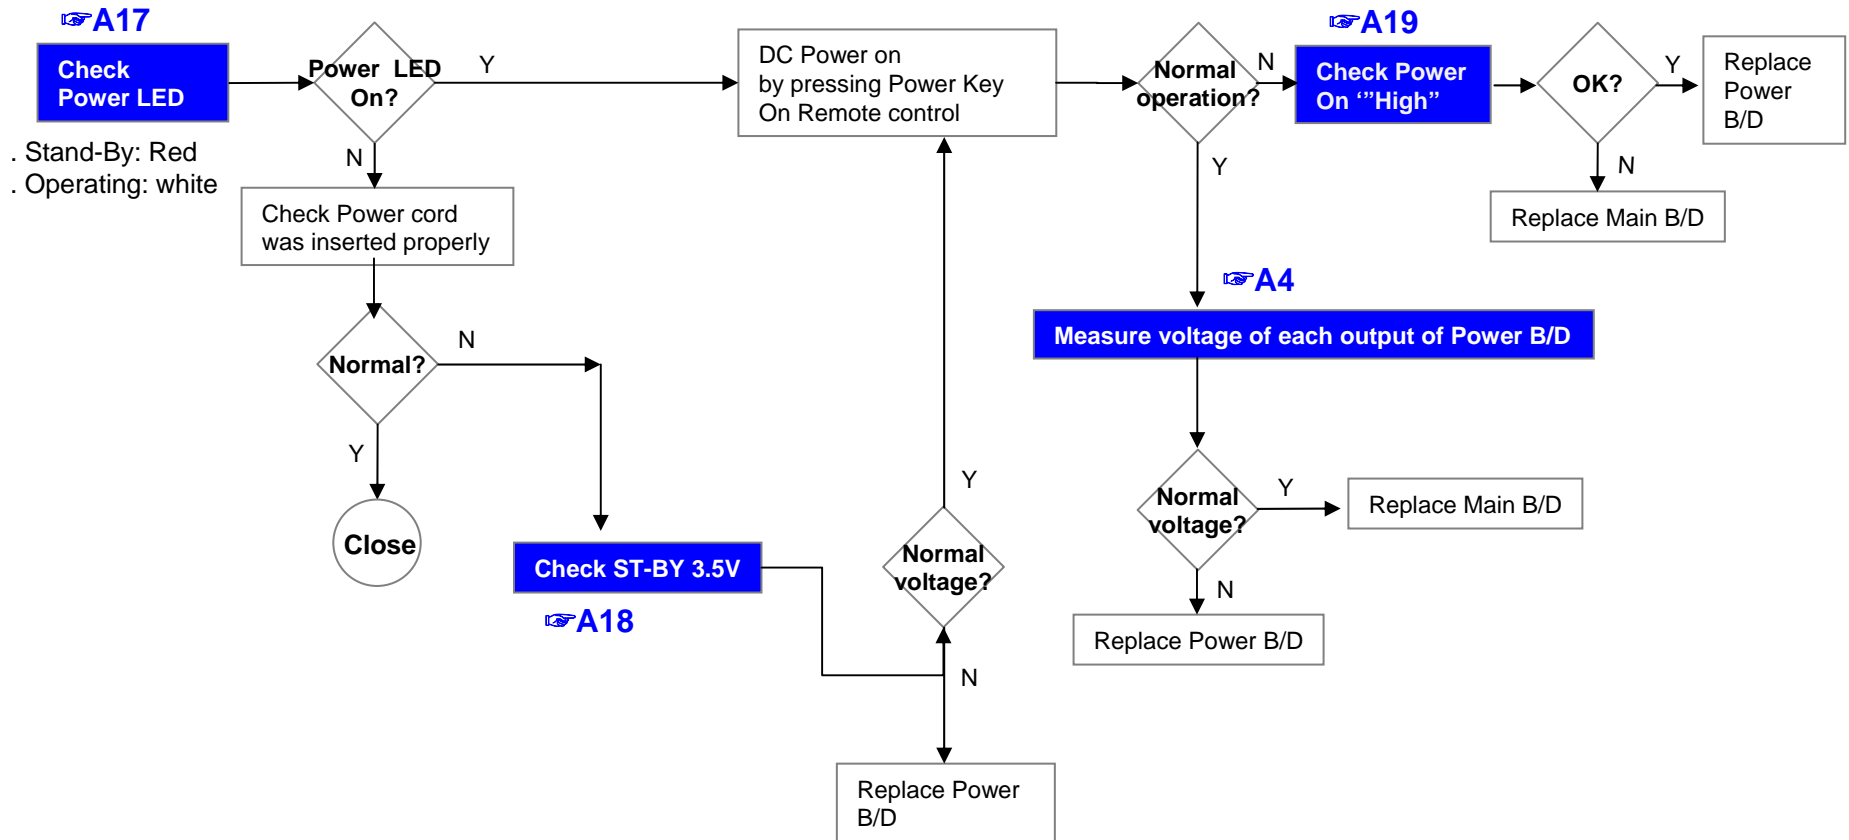 ☞A17
Check
Power LED
. Stand-By: Red
. Operating: white
Power LED
On?
Y
N
Check Power cord
was inserted properly
Normal?
N
Y
Close
Check ST-BY 3.5V
☞A18
DC Power on
by pressing Power Key
On Remote control
Y
Normal
voltage?
N
Replace Power
B/D
Normal
operation?
N
Y
☞A19
Check Power
On ‘”High”
OK?
Y
Replace
Power
B/D
N
Replace Main B/D
☞A4
Measure voltage of each output of Power B/D
Normal
voltage?
Y
Replace Main B/D
N
Replace Power B/D